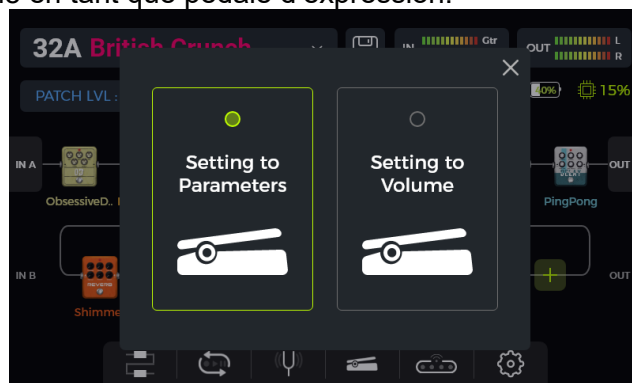 en tant que pédale d'expression.
32A British Crunch
IN Gtr
OUT L
R
PATCH LVL :
40%
15%
Setting to
Parameters
Setting to
Volume
IN A
OUT
ObsessiveD..
PingPong
IN B
OUT
Shimme